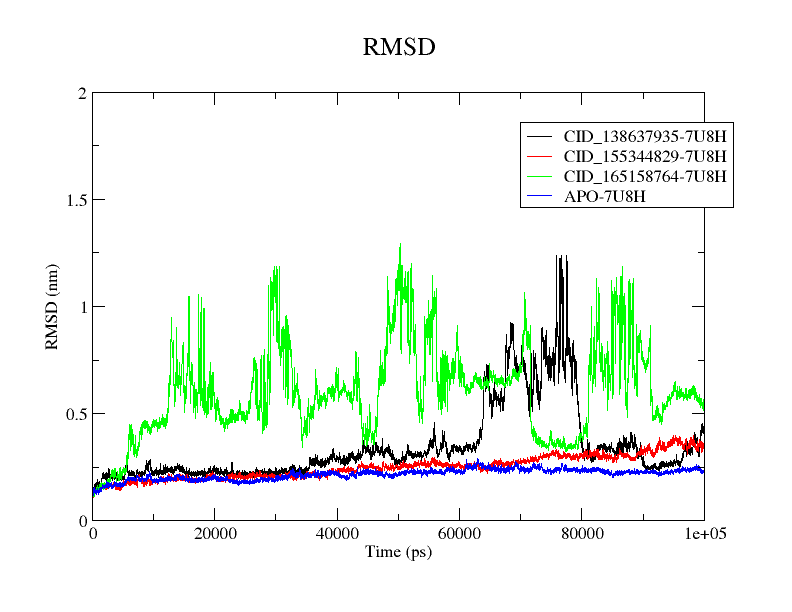 RMSD
2
1.5
1
0.5
0
RMSD (nm)
CID_138637935-7U8H
CID_155344829-7U8H
CID_165158764-7U8H
APO-7U8H
0
20000
40000
60000
80000
1e+05
Time (ps)